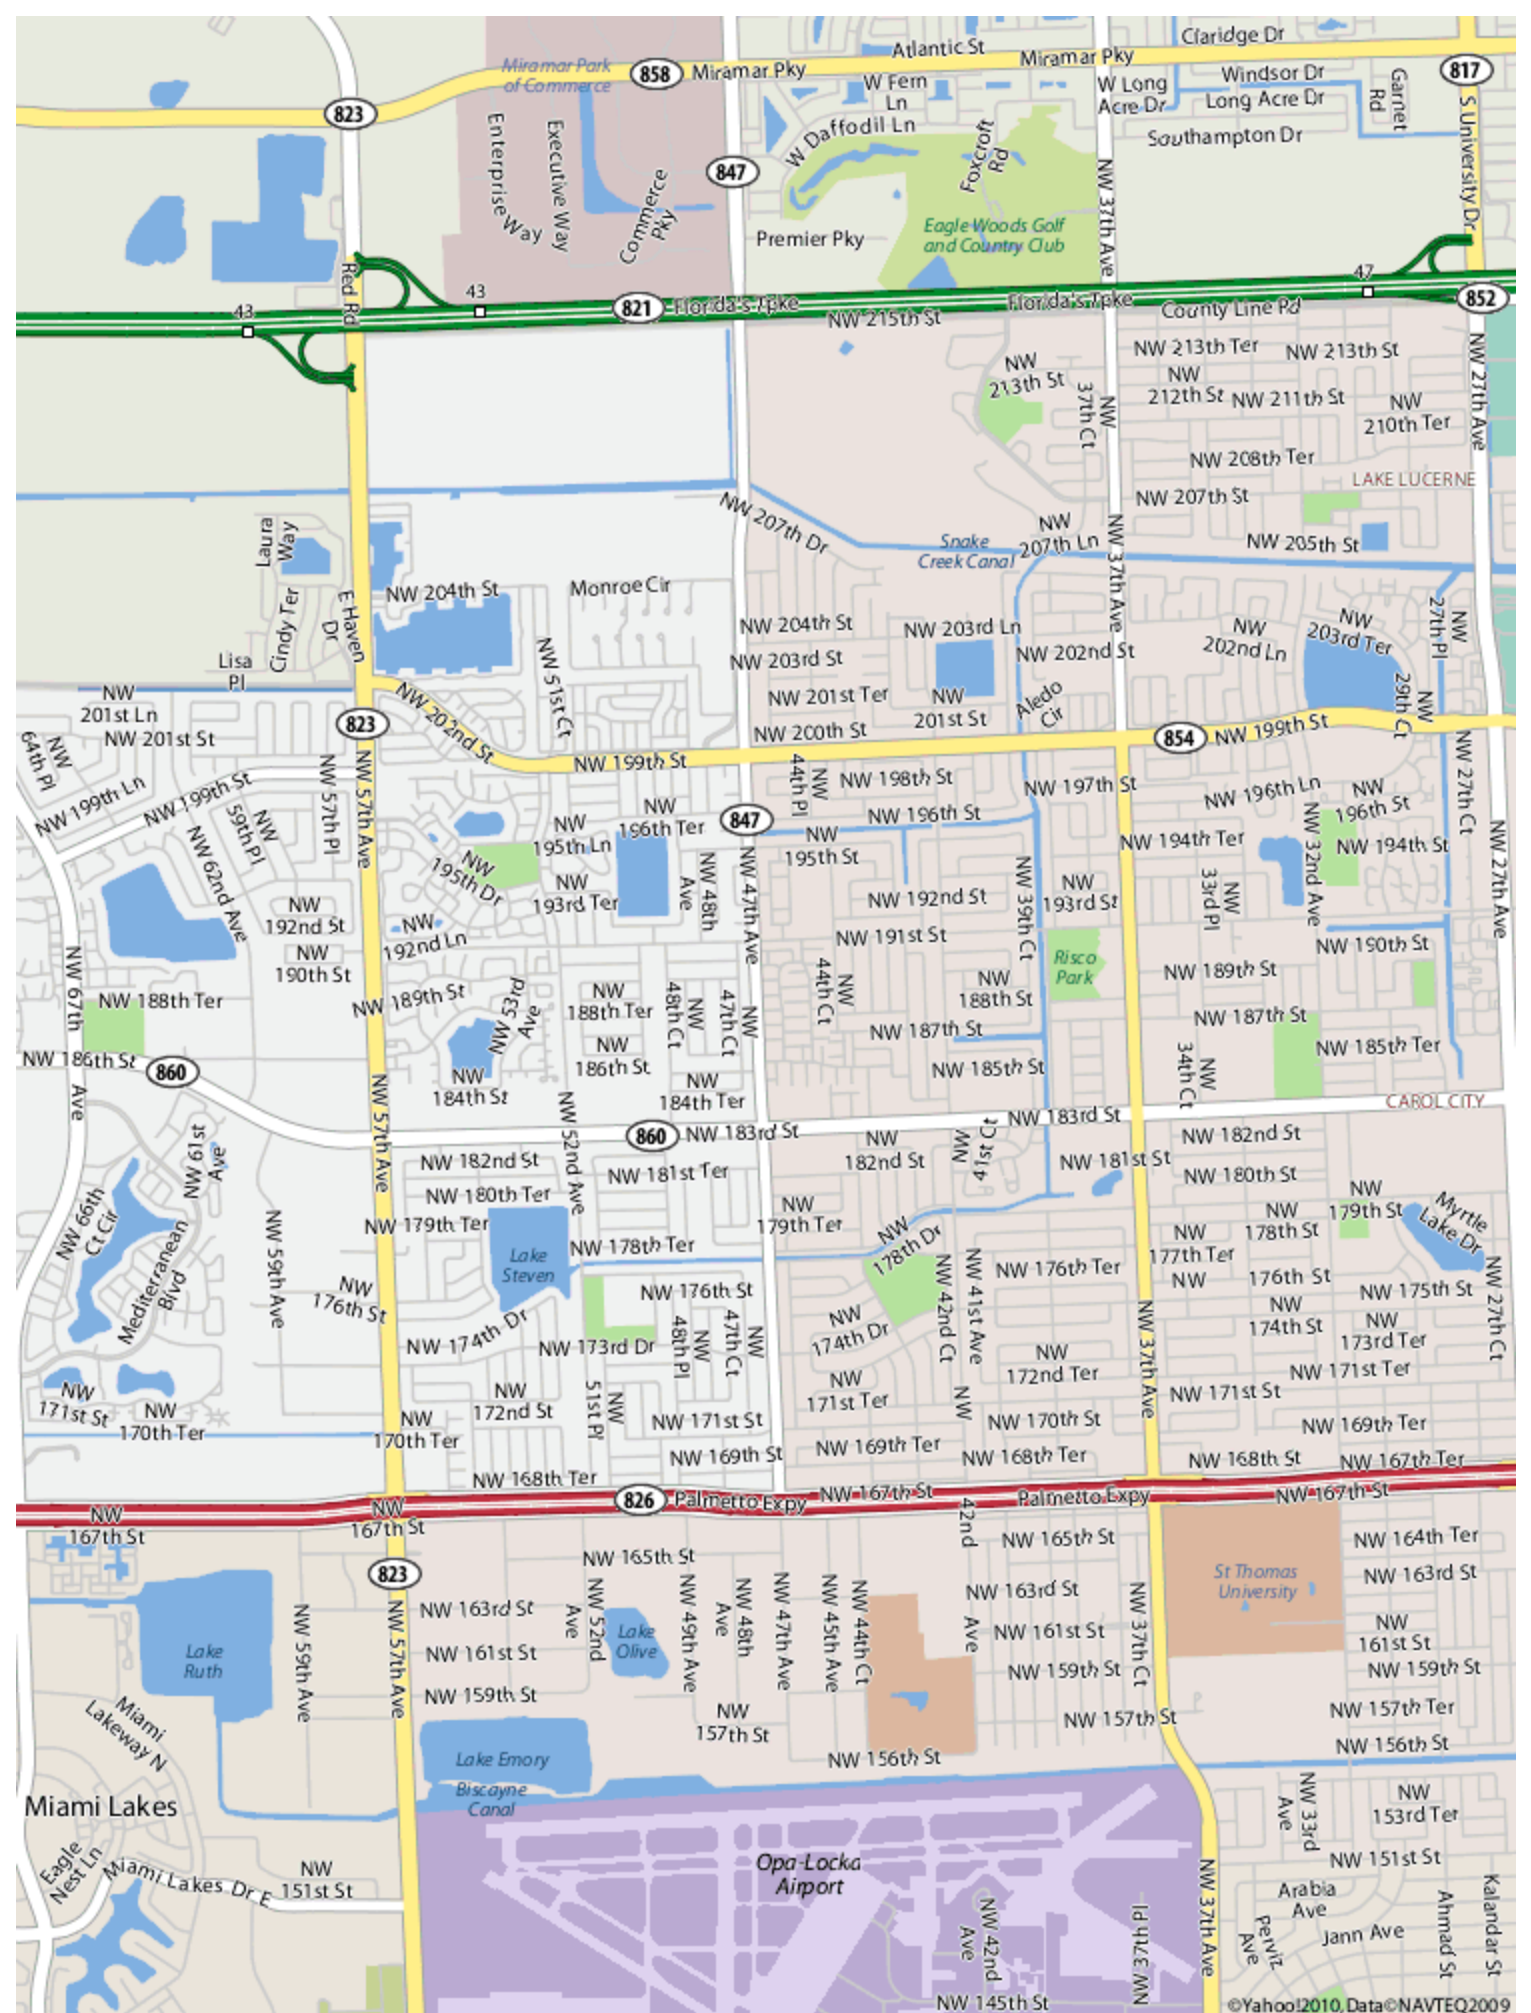 Claridge Dr
Atlantic St
Miramar Pky
Miramar Park
of Commerce
858
Miramar Pky
W Fern
Ln
W Long
Acre Dr
Windsor Dr
Long Acre Dr
Garnet
Rd
817
823
Enterprise Way
Executive Way
Commerce
Pky
847
W Daffodil Ln
Foxcroft
Rd
Southampton Dr
S University Dr
NW 37th Ave
Premier Pky
Eagle Woods Golf
and Country Club
Red Rd
43
43
821
Florida's Tpke
NW 215th St
Florida's Tpke
County Line Rd
47
852
NW
213th St
NW 213th Ter
NW 213th St
NW
212th St
NW 211th St
NW
210th Ter
NW
37th Ct
NW 27th Ave
NW 208th Ter
LAKE LUCERNE
NW 207th St
NW 207th Dr
NW
207th Ln
Snake
Creek Canal
NW 205th St
NW 37th Ave
Larera
Way
Cindy Ter
E Haven
Dr
Lisa
Pl
NW 204th St
Monroe Cir
NW 51st Ct
NW 204th St
NW 203rd Ln
NW 203rd St
NW 202nd St
NW
202nd Ln
NW
203rd Ter
NW
27th Pl
NW 201st Ter
NW
201st St
Aledo
Cir
NW
29th Ct
NW
201st Ln
NW 201st St
NW
64th Pl
823
NW 202nd St
NW 200th St
NW 199th St
854
NW 199th St
NW 199th Ln
NW 199th St
NW 57th Pl
NW 57th Ave
NW
59th Pl
NW 62nd Ave
NW
44th Pl
NW 198th St
NW 197th St
NW 196th Ln
NW
196th St
NW 27th Ct
NW
196th Ter
847
NW 196th St
NW
195th Ln
NW
195th St
NW 194th Ter
NW 32nd Ave
NW 194th St
NW 27th Ave
NW
195th Dr
NW
193rd Ter
NW 48th
Ave
NW 47th Ave
NW 192nd St
NW 39th Ct
NW
193rd St
NW
33rd Pl
NW
192nd St
NW
192nd Ln
NW 191st St
NW 190th St
NW
190th St
Risco
Park
NW 189th St
NW 67th
Ave
NW 188th Ter
NW 189th St
NW 53rd
Ave
NW
188th Ter
NW
48th Ct
NW
47th Ct
NW
44th Ct
NW
188th St
NW 187th St
NW 187th St
NW 186th St
860
NW
186th St
NW 185th St
NW 185th Ter
NW
34th Ct
NW
184th St
NW
184th Ter
NW 57th Ave
NW 52nd Ave
CAROL CITY
860
NW 183rd St
NW 183rd St
NW 61st
Ave
NW 182nd St
NW 181st Ter
NW
182nd St
NW
41st Ct
NW 181st St
NW 182nd St
NW 180th St
NW 180th Ter
NW 66th
Ct Cir
Mediterranean
Blvd
NW 59th Ave
NW 179th Ter
NW
179th Ter
NW
178th Dr
NW
178th St
NW
179th St
Myrtle
Lake Dr
Lake
Steven
NW 178th Ter
NW
177th Ter
NW 176th Ter
NW
176th St
NW
176th St
NW 176th St
NW 42nd Ct
NW 41st Ave
NW 175th St
NW 27th Ct
NW
174th St
NW 174th Dr
NW 173rd Dr
NW
48th Pl
NW
47th Ct
NW
174th Dr
NW
173rd Ter
NW 37th Ave
NW
172nd Ter
NW 171st Ter
NW
171st St
NW
172nd St
NW
51st Pl
NW
171st Ter
NW 171st St
NW
170th Ter
NW
170th Ter
NW 171st St
NW 170th St
NW 169th Ter
NW 169th St
NW 169th Ter
NW
NW 168th Ter
NW 168th St
NW 167th Ter
NW 168th Ter
826
Palmetto Expy
NW 167th St
Palmetto Expy
NW 167th St
NW
167th St
NW
167th St
42nd
Ave
NW 165th St
NW 164th Ter
823
NW 165th St
St Thomas
University
NW 163rd St
NW 163rd St
NW 163rd St
NW 59th Ave
NW 57th Ave
NW 52nd
Ave
NW 49th Ave
NW 48th
Ave
NW 47th Ave
NW 45th Ave
NW 44th Ct
NW 37th Ct
Lake
Ruth
Lake
Olive
NW 161st St
NW 161st St
NW
161st St
NW 159th St
NW 159th St
NW 159th St
Miami
Lakeway N
NW
157th St
NW 157th St
NW 157th Ter
Lake Emory
NW 156th St
NW 156th St
Biscayne
Canal
Miami Lakes
NW 33rd
Ave
NW
153rd Ter
Eagle
Nest Ln
Miami Lakes Dr E
NW
151st St
Opa-Locka
Airport
NW 151st St
Arabia
Ave
Perviz
Ave
Jann Ave
Ahmad St
Kalandar St
NW 42nd
Ave
NW 37th Pl
NW 37th Ave
NW 145th St
©Yahoo!2010, Data©NAVTEQ2009